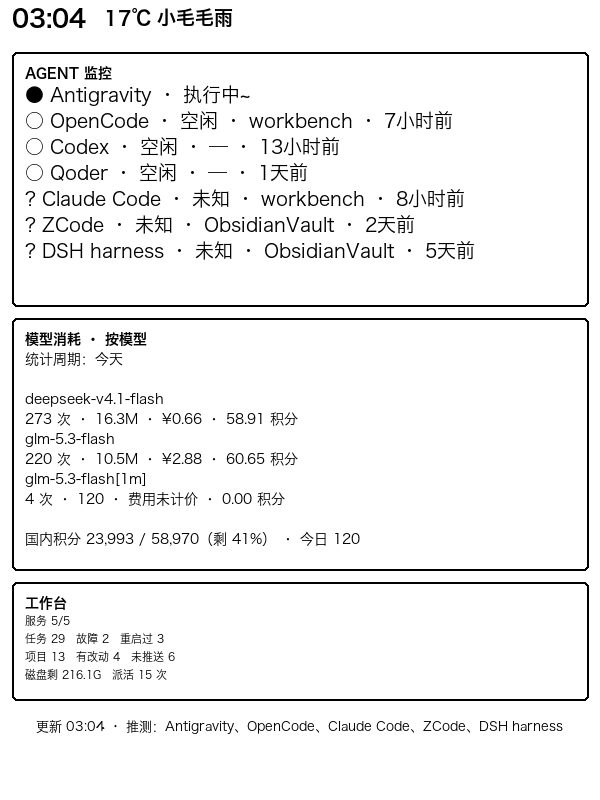 03:04 17℃ 小毛毛雨
AGENT 监控
● Antigravity · 执行中~
○ OpenCode · 空闲 · workbench · 7小时前
○ Codex · 空闲 · — · 13小时前
○ Qoder · 空闲 · — · 1天前
? Claude Code · 未知 · workbench · 8小时前
? ZCode · 未知 · ObsidianVault · 2天前
? DSH harness · 未知 · ObsidianVault · 5天前
模型消耗 · 按模型
统计周期：今天
deepseek-v4.1-flash
273 次 · 16.3M · ¥0.66 · 58.91 积分
glm-5.3-flash
220 次 · 10.5M · ¥2.88 · 60.65 积分
glm-5.3-flash[1m]
4 次 · 120 · 费用未计价 · 0.00 积分
国内积分 23,993 / 58,970（剩 41%） · 今日 120
工作台
服务 5/5
任务 29 故障 2 重启过 3
项目 13 有改动 4 未推送 6
磁盘剩 216.1G 派活 15 次
更新 03:04 · 推测：Antigravity、OpenCode、Claude Code、ZCode、DSH harness